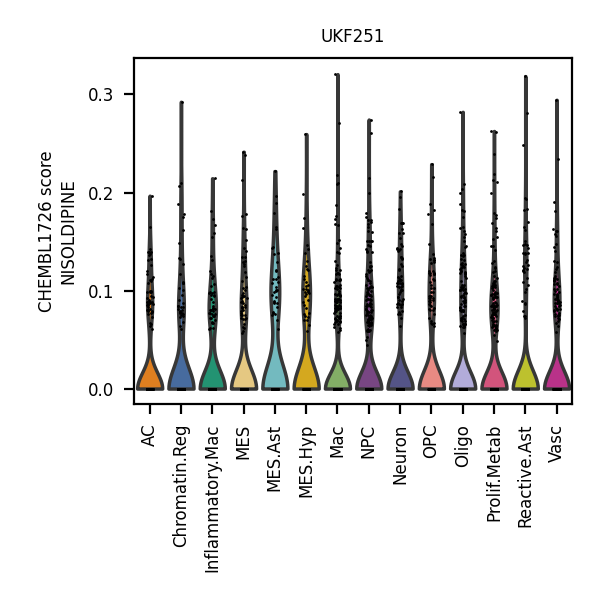 UKF251
CHEMBL1726 score
NISOLDIPINE
0.3
0.2
0.1
0.0
AC
Chromatin.Reg
Inflammatory.Mac
MES
MES.Ast
MES.Hyp
Mac
NPC
Neuron
OPC
Oligo
Prolif.Metab
Reactive.Ast
Vasc